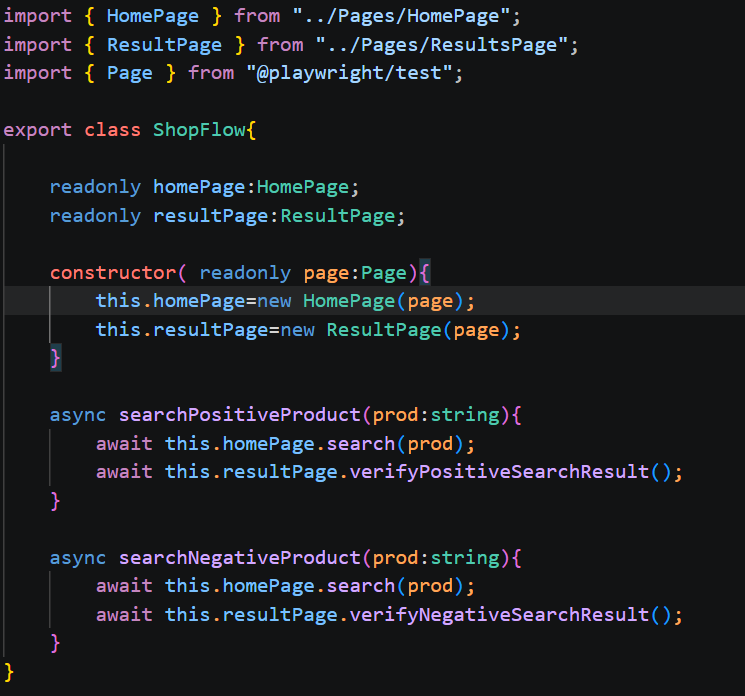 import { HomePage } from "../Pages/HomePage";
import { ResultPage } from "../Pages/ResultsPage";
import { Page } from "@playwright/test";
export class ShopFlow{
readonly homePage:HomePage;
readonly resultPage:ResultPage;
constructor( readonly page:Page){
this.homePage=new HomePage(page);
this.resultPage=new ResultPage(page);
}
async searchPositiveProduct(prod:string){
await this.homePage.search(prod);
await this.resultPage.verifyPositiveSearchResult();
}
async searchNegativeProduct(prod:string){
await this.homePage.search(prod);
await this.resultPage.verifyNegativeSearchResult();
}
}